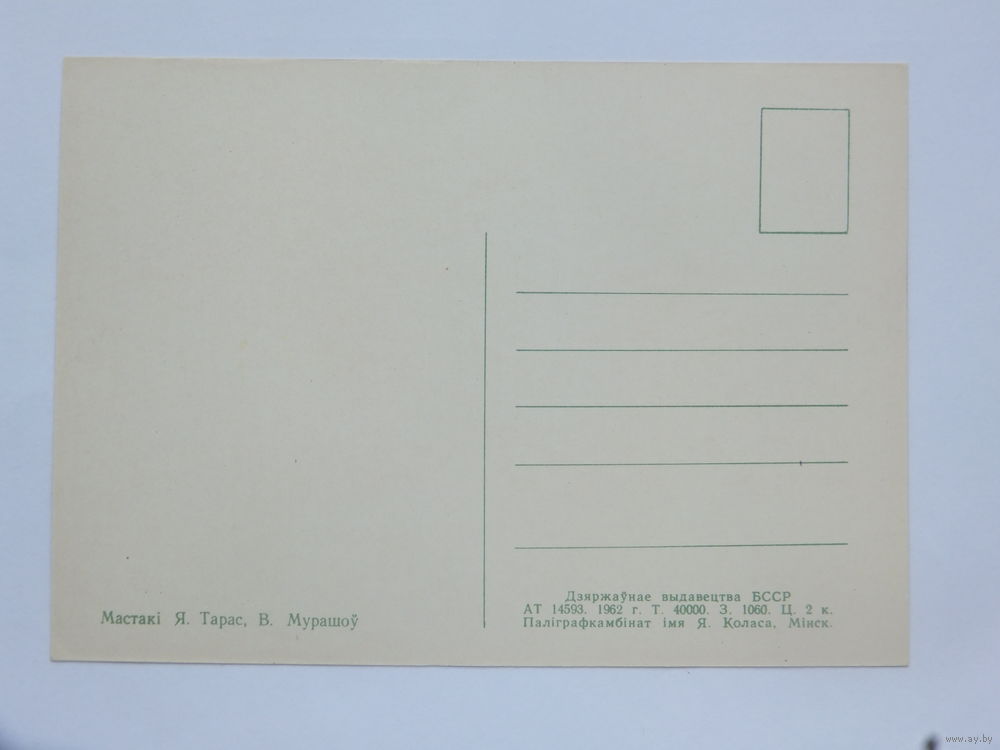 Мастакі Я. Тарас, В. Мурашоў
Дзяржаўнае выдавецтва БССР
АТ 14593. 1962 г. Т. 40000. З. 1060. Ц. 2 к.
Паліграфкамбінат імя Я. Коласа, Мінск.
www.ay.by